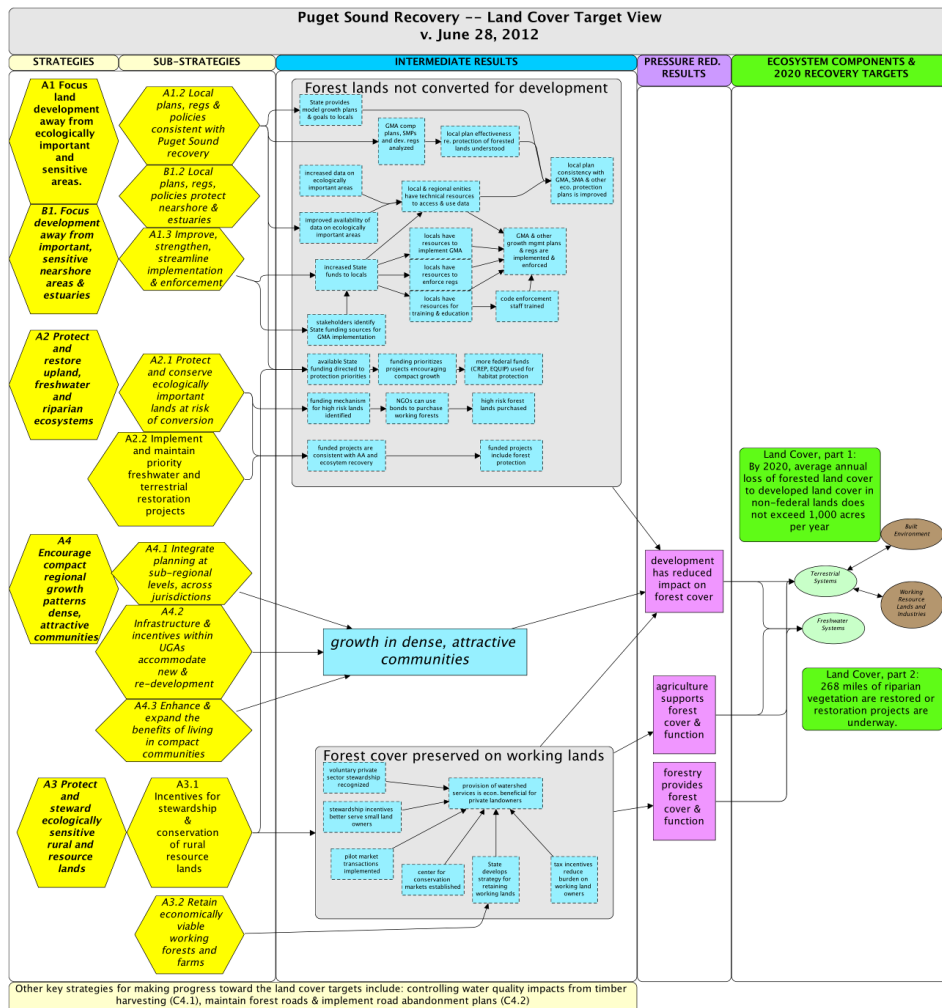 Puget Sound Recovery -- Land Cover Target View
v. June 28, 2012
STRATEGIES
SUB-STRATEGIES
INTERMEDIATE RESULTS
PRESSURE RED.
RESULTS
ECOSYSTEM COMPONENTS &
2020 RECOVERY TARGETS
A1 Focus
land
development
away from
ecologically
important
and
sensitive
areas.
B1. Focus
development
away from
important,
sensitive
nearshore
areas &
estuaries
A2 Protect
and
restore
upland,
freshwater
and
riparian
ecosystems
A4
Encourage
compact
regional
growth
patterns
dense,
attractive
communities
A3 Protect
and
steward
ecologically
sensitive
rural and
resource
lands
A1.2 Local
plans, regs &
policies
consistent with
Puget Sound
recovery
B1.2 Local
plans, regs,
policies protect
nearshore &
estuaries
A1.3 Improve,
strengthen,
streamline
implementation
& enforcement
A2.1 Protect
and conserve
ecologically
important
lands at risk
of conversion
A2.2 Implement
and maintain
priority
freshwater and
terrestrial
restoration
projects
A4.1 Integrate
planning at
sub-regional
levels, across
jurisdictions
A4.2
Infrastructure &
incentives within
UGAs
accommodate
new &
re-development
A4.3 Enhance &
expand the
benefits of living
in compact
communities
A3.1
Incentives for
stewardship
&
conservation
of rural
resource
lands
A3.2 Retain
economically
viable
working
forests and
farms
Forest lands not converted for development
State provides
model growth plans
& goals to locals
GMA comp
plans, SMPs
and dev. regs
analyzed
local plan effectiveness
re. protection of forested
lands understood
local plan
consistency with
GMA, SMA & other
eco. protection
plans is improved
increased data on
ecologically
important areas
local & regional entities
have technical resources
to access & use data
improved availability of
data on ecologically
important areas
locals have
resources to
implement GMA
GMA & other
growth mgmt plans
& regs are
implemented &
enforced
increased State
funds to locals
locals have
resources to
enforce regs
locals have
resources for
training & education
code enforcement
staff trained
stakeholders identify
State funding sources for
GMA implementation
available State
funding directed to
protection priorities
funding prioritizes
projects encouraging
compact growth
more federal funds
(CREP, EQUIP) used for
habitat protection
funding mechanism
for high risk lands
identified
NGOs can use
bonds to purchase
working forests
high risk forest
lands purchased
funded projects are
consistent with AA and
ecosytem recovery
funded projects
include forest
protection
growth in dense, attractive
communities
Forest cover preserved on working lands
voluntary private
sector stewardship
recognized
provision of watershed
services is econ. beneficial for
private landowners
stewardship incentives
better serve small land
owners
pilot market
transactions
implemented
center for
conservation
markets established
State
develops
strategy for
retaining
working lands
tax incentives
reduce
burden on
working land
owners
development
has reduced
impact on
forest cover
agriculture
supports
forest
cover &
function
forestry
provides
forest
cover &
function
Land Cover, part 1:
By 2020, average annual
loss of forested land cover
to developed land cover in
non-federal lands does
not exceed 1,000 acres
per year
Built
Environment
Terrestrial
Systems
Working
Resource
Lands and
Industries
Freshwater
Systems
Land Cover, part 2:
268 miles of riparian
vegetation are restored or
restoration projects are
underway.
Other key strategies for making progress toward the land cover targets include: controlling water quality impacts from timber
harvesting (C4.1), maintain forest roads & implement road abandonment plans (C4.2)